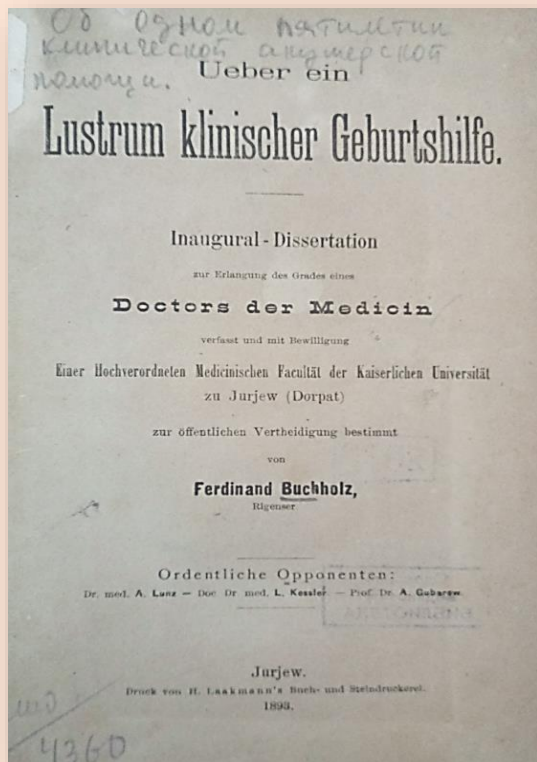 Об одном пятилетии
клинической акушерской
помощи.
Ueber ein
Lustrum klinischer Geburtshilfe.
Inaugural-Dissertation
zur Erlangung des Grades eines
Doctors der Medicin
verfasst und mit Bewilligung
Einer Hochverordneten Medicinischen Facultät der Kaiserlichen Universität
zu Jurjew (Dorpat)
zur öffentlichen Vertheidigung bestimmt
von
Ferdinand Buchholz,
Rigenser
Ordentliche Opponenten:
Dr. med. A. Lunz — Doc Dr med. L. Kessler — Prof. Dr. A. Gubarew.
Jurjew.
Druck von H. Laakmann's Buch- und Steindruckerei.
1893.
4360